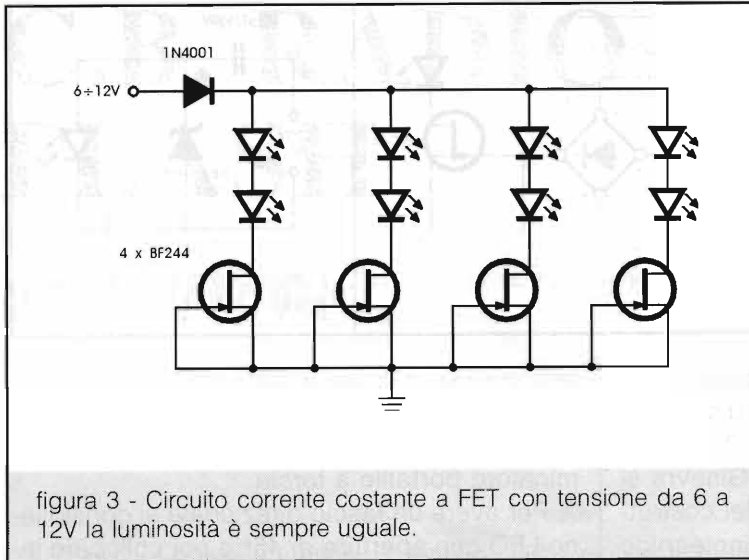 1N4001
6÷12V
4 x BF244
figura 3 - Circuito corrente costante a FET con tensione da 6 a
12V la luminosità è sempre uguale.